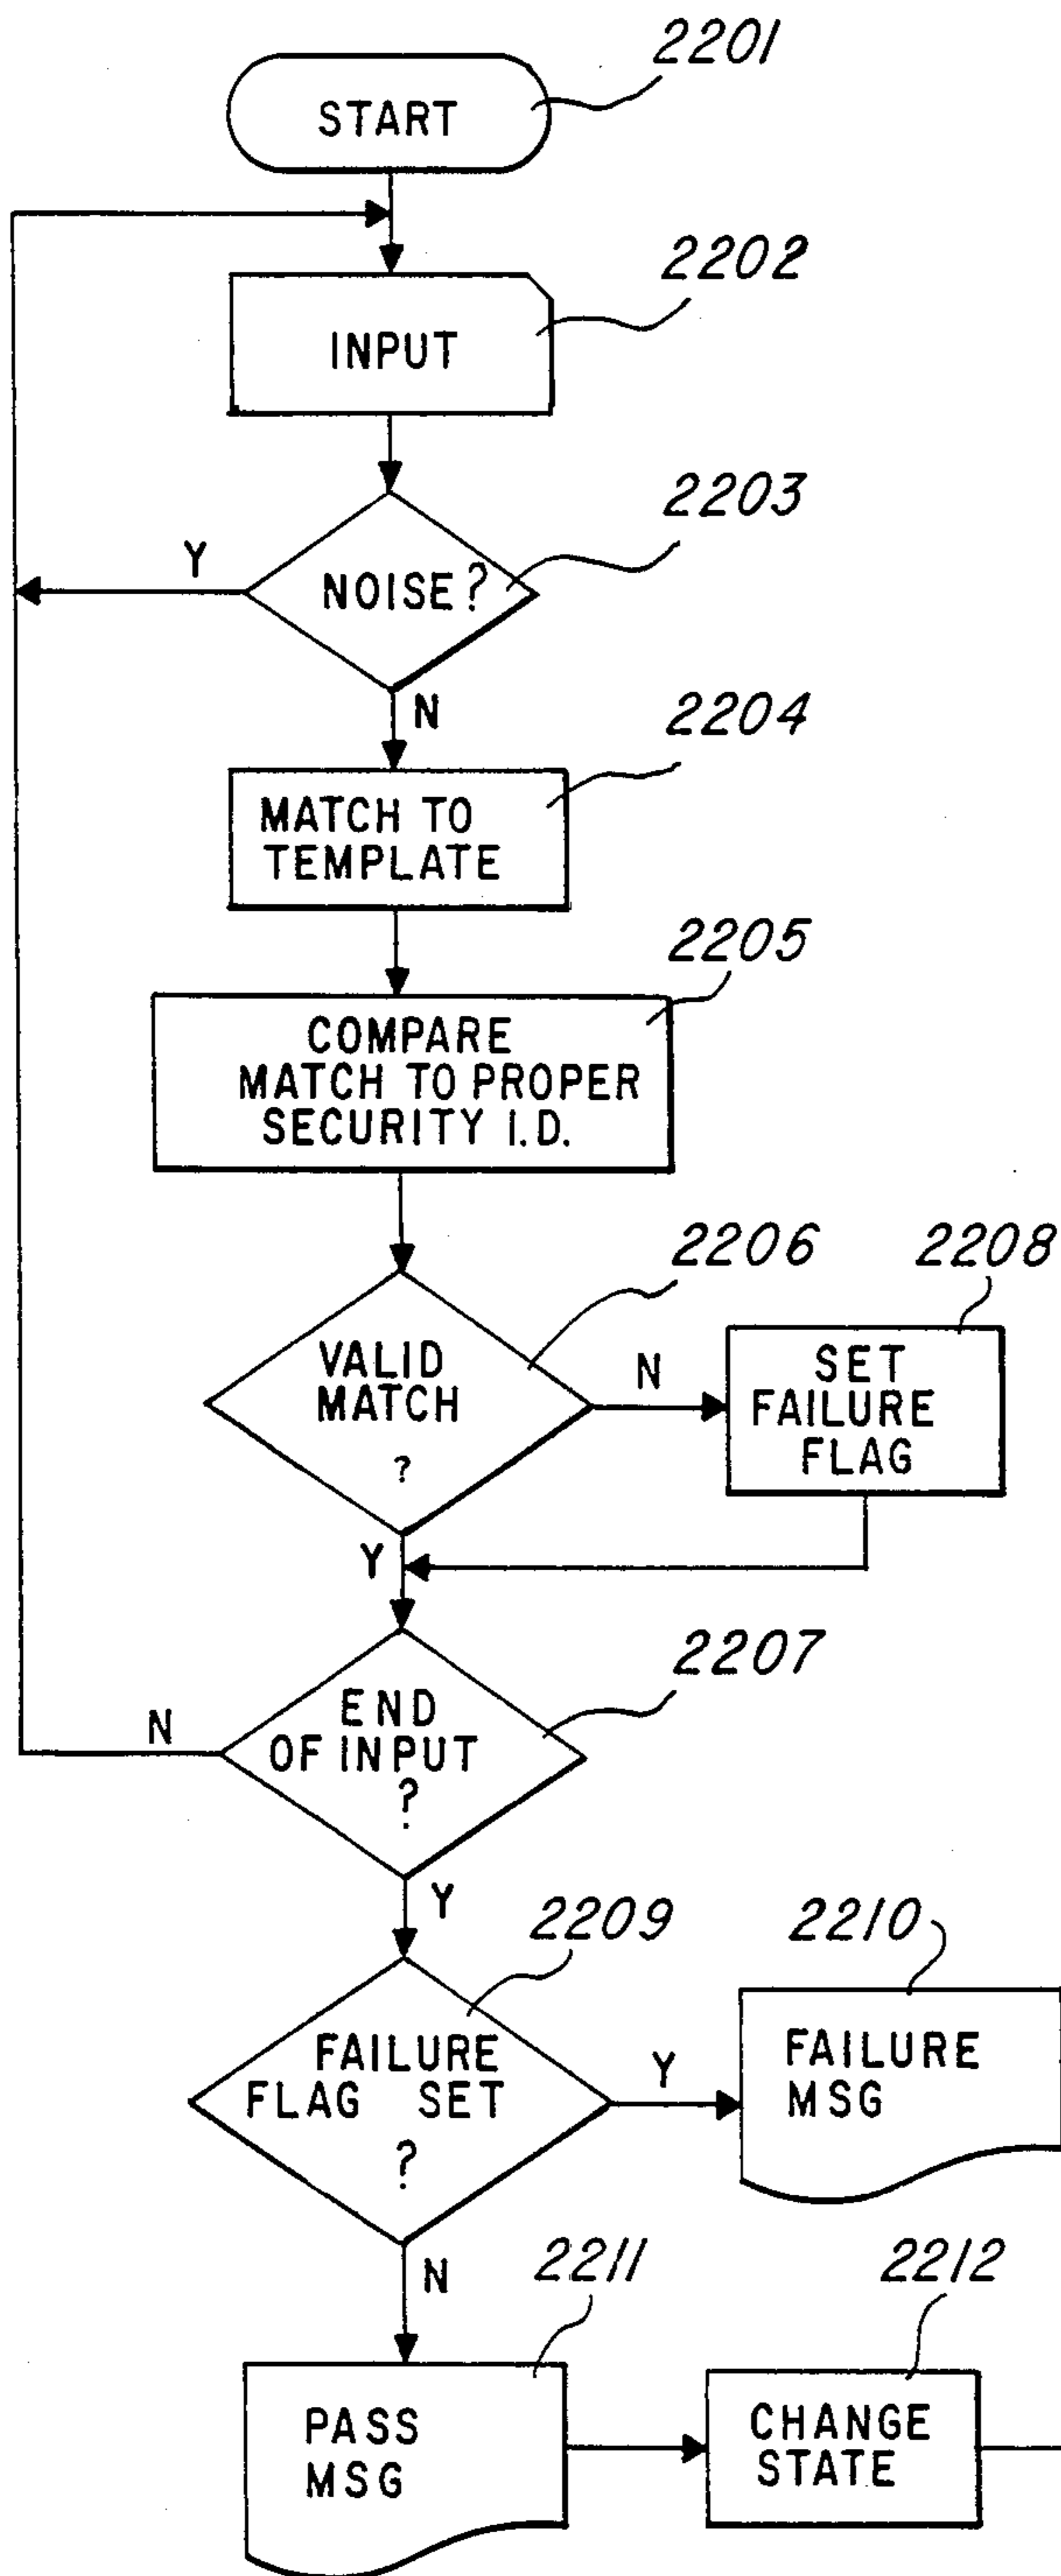 2201
START
2202
INPUT
2203
Y
NOISE?
N
2204
MATCH TO
TEMPLATE
2205
COMPARE
MATCH TO PROPER
SECURITY I.D.
2206
2208
VALID
MATCH
?
N
SET
FAILURE
FLAG
Y
2207
END
OF INPUT
?
N
Y
2209
2210
FAILURE
FLAG SET
?
Y
FAILURE
MSG
N
2211
2212
PASS
MSG
CHANGE
STATE